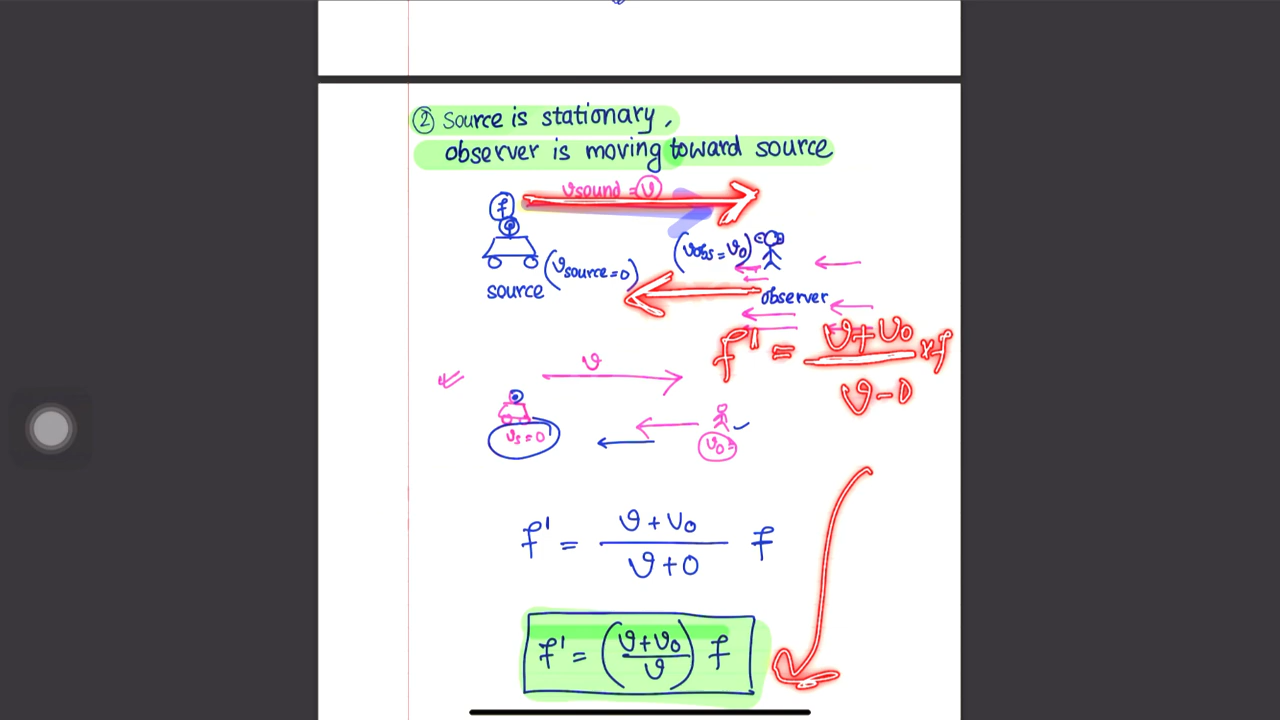 ② Source is stationary,
observer is moving toward source
vsound = v
f
(vsource = 0)
(vobs = v₀)
source
observer
f' = (v + v₀) / (v - 0) × f
v
vs = 0
v₀ =
f' = (v + v₀) / (v + 0) f
f' = ((v + v₀) / v) f